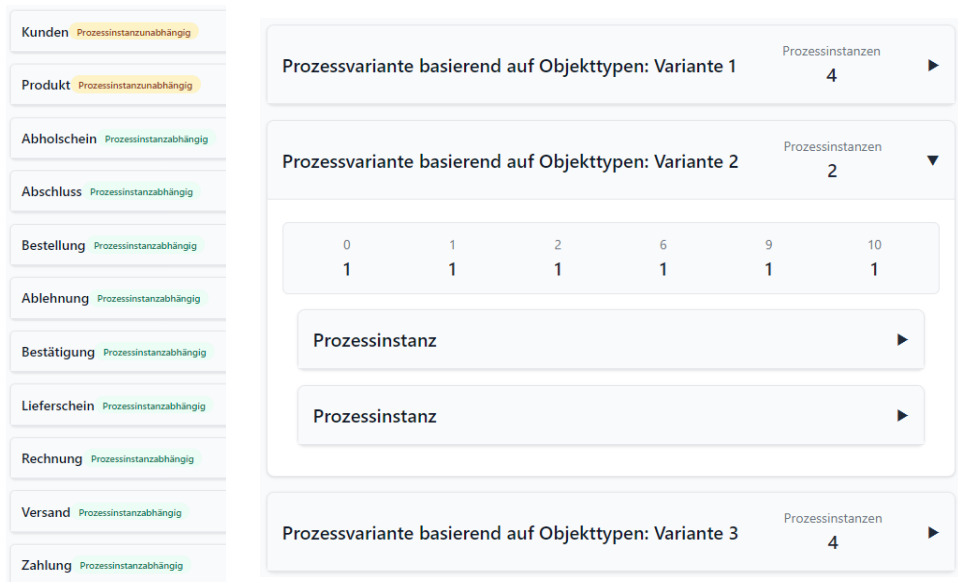 Kunden Prozessinstanzunabhängig
Produkt Prozessinstanzunabhängig
Abholschein Prozessinstanzabhängig
Abschluss Prozessinstanzabhängig
Bestellung Prozessinstanzabhängig
Ablehnung Prozessinstanzabhängig
Bestätigung Prozessinstanzabhängig
Lieferschein Prozessinstanzabhängig
Rechnung Prozessinstanzabhängig
Versand Prozessinstanzabhängig
Zahlung Prozessinstanzabhängig
Prozessvariante basierend auf Objekttypen: Variante 1
Prozessinstanzen
4
Prozessvariante basierend auf Objekttypen: Variante 2
Prozessinstanzen
2
0 1 2 6 9 10
1 1 1 1 1 1
Prozessinstanz
Prozessinstanz
Prozessvariante basierend auf Objekttypen: Variante 3
Prozessinstanzen
4